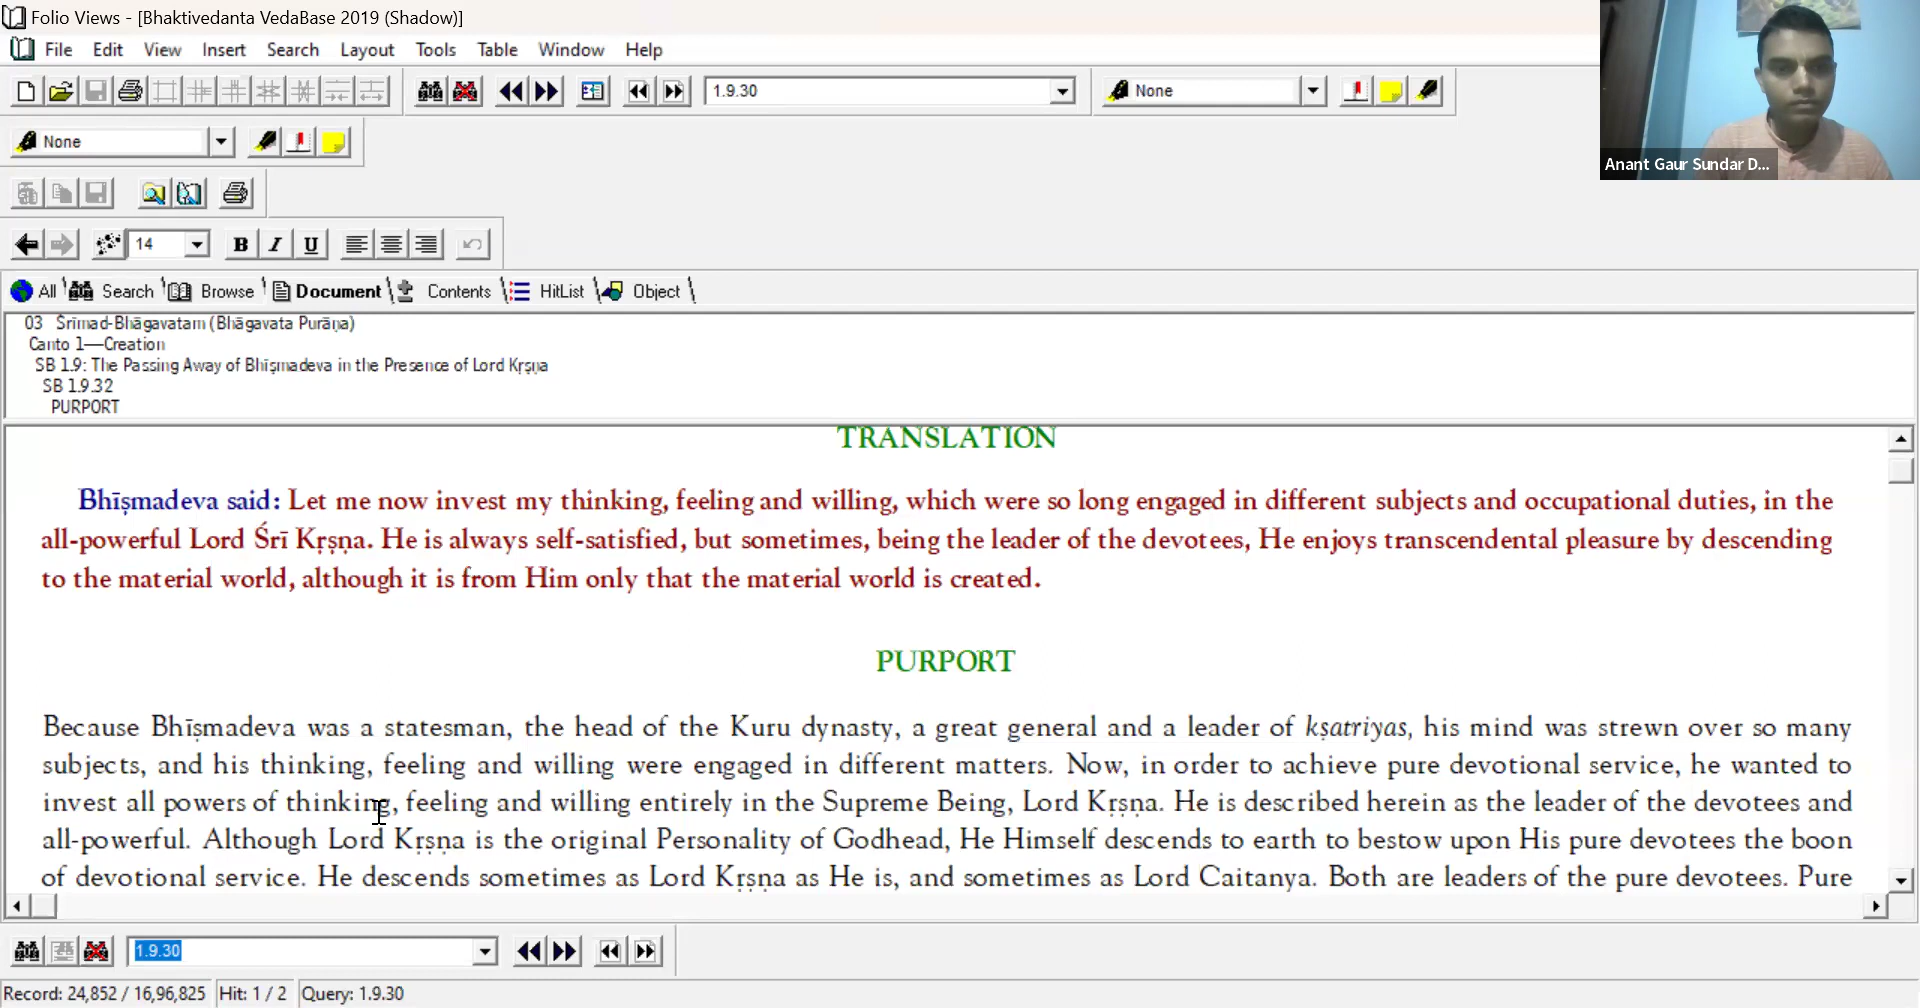 Folio Views - [Bhaktivedanta VedaBase 2019 (Shadow)]
File Edit View Insert Search Layout Tools Table Window Help
1.9.30 None
None
Anant Gaur Sundar D...
14 B I U
All Search Browse Document Contents HitList Object
03 Śrīmad-Bhāgavatam (Bhāgavata Purāṇa)
Canto 1—Creation
SB 1.9: The Passing Away of Bhīṣmadeva in the Presence of Lord Kṛṣṇa
SB 1.9.32
PURPORT
TRANSLATION
Bhīṣmadeva said: Let me now invest my thinking, feeling and willing, which were so long engaged in different subjects and occupational duties, in the
all-powerful Lord Śrī Kṛṣṇa. He is always self-satisfied, but sometimes, being the leader of the devotees, He enjoys transcendental pleasure by descending
to the material world, although it is from Him only that the material world is created.
PURPORT
Because Bhīṣmadeva was a statesman, the head of the Kuru dynasty, a great general and a leader of kṣatriyas, his mind was strewn over so many
subjects, and his thinking, feeling and willing were engaged in different matters. Now, in order to achieve pure devotional service, he wanted to
invest all powers of thinking, feeling and willing entirely in the Supreme Being, Lord Kṛṣṇa. He is described herein as the leader of the devotees and
all-powerful. Although Lord Kṛṣṇa is the original Personality of Godhead, He Himself descends to earth to bestow upon His pure devotees the boon
of devotional service. He descends sometimes as Lord Kṛṣṇa as He is, and sometimes as Lord Caitanya. Both are leaders of the pure devotees. Pure
1.9.30
Record: 24,852 / 16,96,825 Hit: 1 / 2 Query: 1.9.30